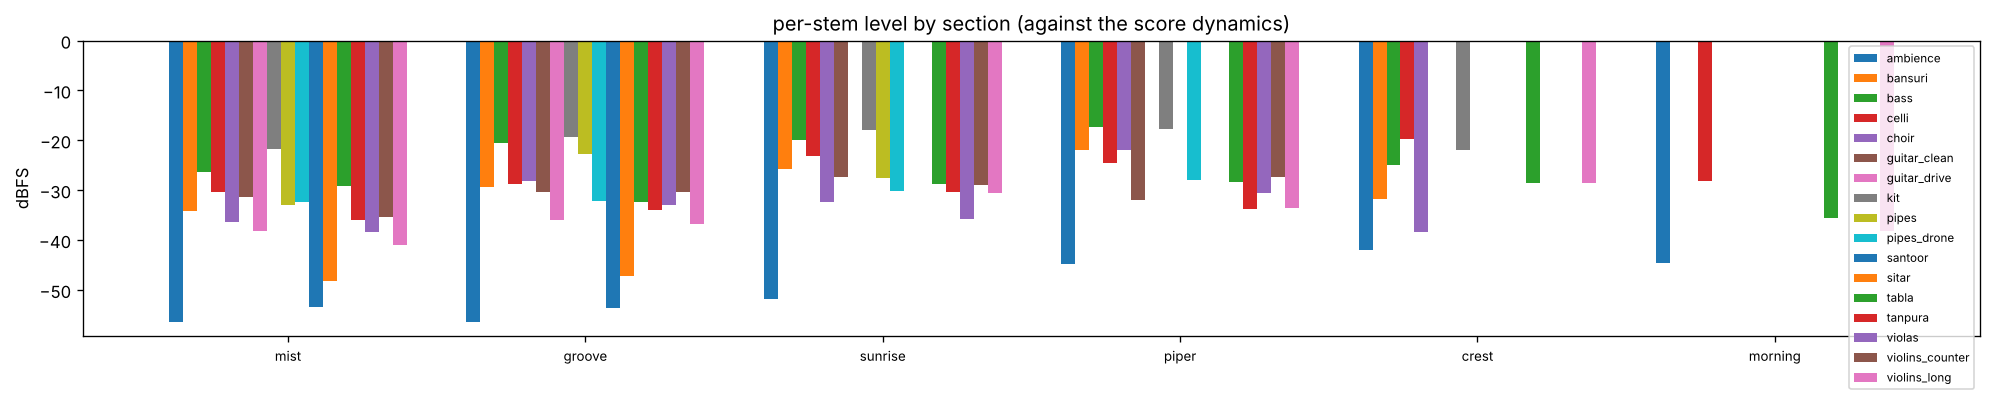 per-stem level by section (against the score dynamics)
0
−10
−20
−30
−40
−50
dBFS
mist
groove
sunrise
piper
crest
morning
ambience
bansuri
bass
celli
choir
guitar_clean
guitar_drive
kit
pipes
pipes_drone
santoor
sitar
tabla
tanpura
violas
violins_counter
violins_long